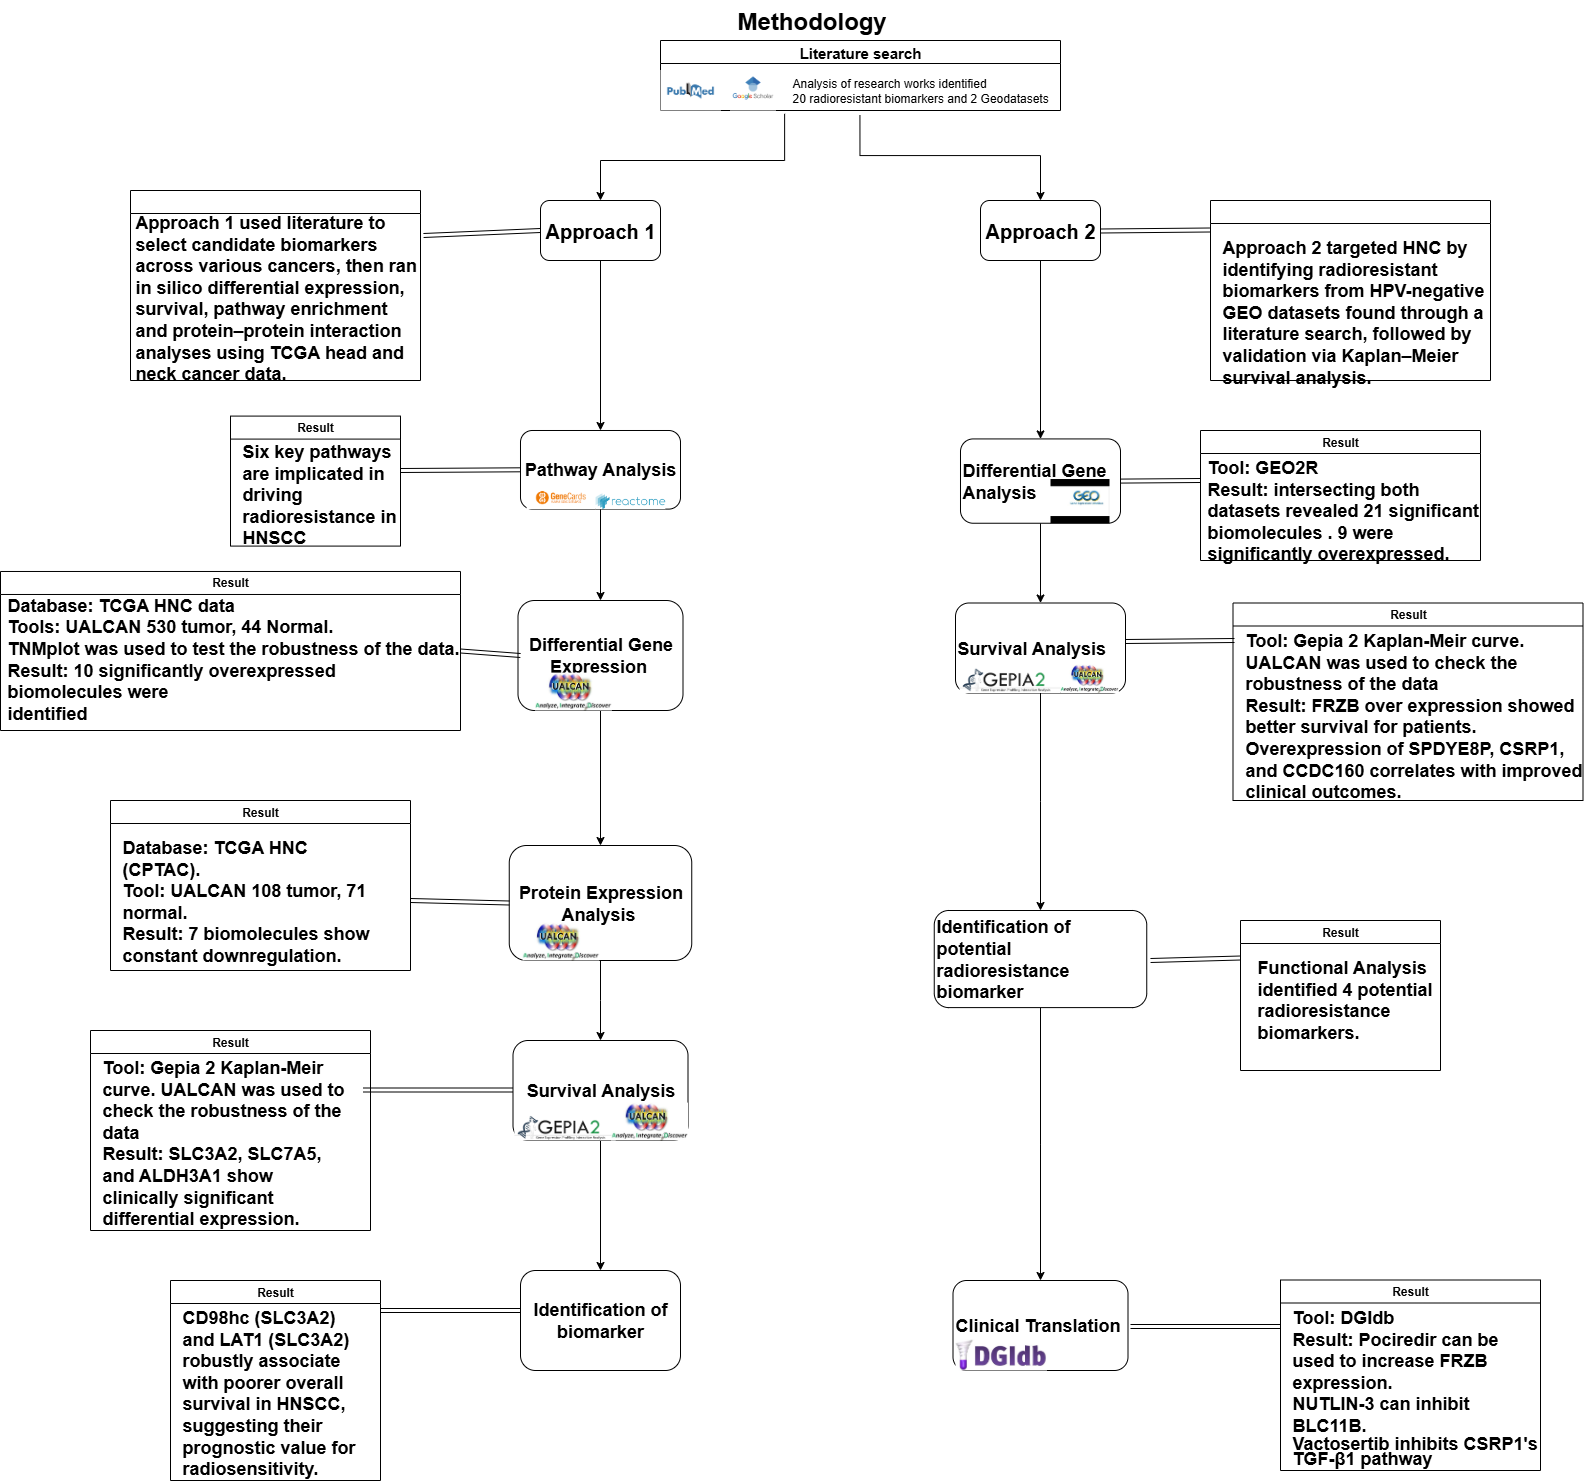 Methodology
Literature search
PubMed
Google Scholar
Analysis of research works identified
20 radioresistant biomarkers and 2 Geodatasets
Approach 1
Approach 1 used literature to
select candidate biomarkers
across various cancers, then ran
in silico differential expression,
survival, pathway enrichment
and protein–protein interaction
analyses using TCGA head and
neck cancer data.
Approach 2
Approach 2 targeted HNC by
identifying radioresistant
biomarkers from HPV-negative
GEO datasets found through a
literature search, followed by
validation via Kaplan–Meier
survival analysis.
Result
Six key pathways
are implicated in
driving
radioresistance in
HNSCC
Pathway Analysis
GeneCards
reactome
Differential Gene
Analysis
GEO
Result
Tool: GEO2R
Result: intersecting both
datasets revealed 21 significant
biomolecules . 9 were
significantly overexpressed.
Result
Database: TCGA HNC data
Tools: UALCAN 530 tumor, 44 Normal.
TNMplot was used to test the robustness of the data.
Result: 10 significantly overexpressed
biomolecules were
identified
Differential Gene
Expression
UALCAN
Analyze, Integrate, Discover
Survival Analysis
GEPIA2
UALCAN
Analyze, Integrate, Discover
Result
Tool: Gepia 2 Kaplan-Meir curve.
UALCAN was used to check the
robustness of the data
Result: FRZB over expression showed
better survival for patients.
Overexpression of SPDYE8P, CSRP1,
and CCDC160 correlates with improved
clinical outcomes.
Result
Database: TCGA HNC
(CPTAC).
Tool: UALCAN 108 tumor, 71
normal.
Result: 7 biomolecules show
constant downregulation.
Protein Expression
Analysis
UALCAN
Analyze, Integrate, Discover
Identification of
potential
radioresistance
biomarker
Result
Functional Analysis
identified 4 potential
radioresistance
biomarkers.
Result
Tool: Gepia 2 Kaplan-Meir
curve. UALCAN was used to
check the robustness of the
data
Result: SLC3A2, SLC7A5,
and ALDH3A1 show
clinically significant
differential expression.
Survival Analysis
GEPIA2
UALCAN
Analyze, Integrate, Discover
Result
CD98hc (SLC3A2)
and LAT1 (SLC3A2)
robustly associate
with poorer overall
survival in HNSCC,
suggesting their
prognostic value for
radiosensitivity.
Identification of
biomarker
Clinical Translation
DGIdb
Result
Tool: DGIdb
Result: Pociredir can be
used to increase FRZB
expression.
NUTLIN-3 can inhibit
BLC11B.
Vactosertib inhibits CSRP1's
TGF-β1 pathway